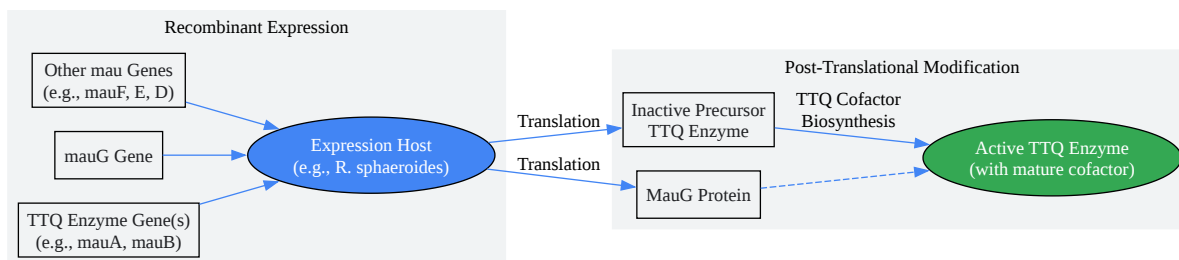 Recombinant Expression
Other mau Genes
(e.g., mauF, E, D)
mauG Gene
TTQ Enzyme Gene(s)
(e.g., mauA, mauB)
Expression Host
(e.g., R. sphaeroides)
Translation
Translation
Post-Translational Modification
Inactive Precursor
TTQ Enzyme
MauG Protein
TTQ Cofactor
Biosynthesis
Active TTQ Enzyme
(with mature cofactor)